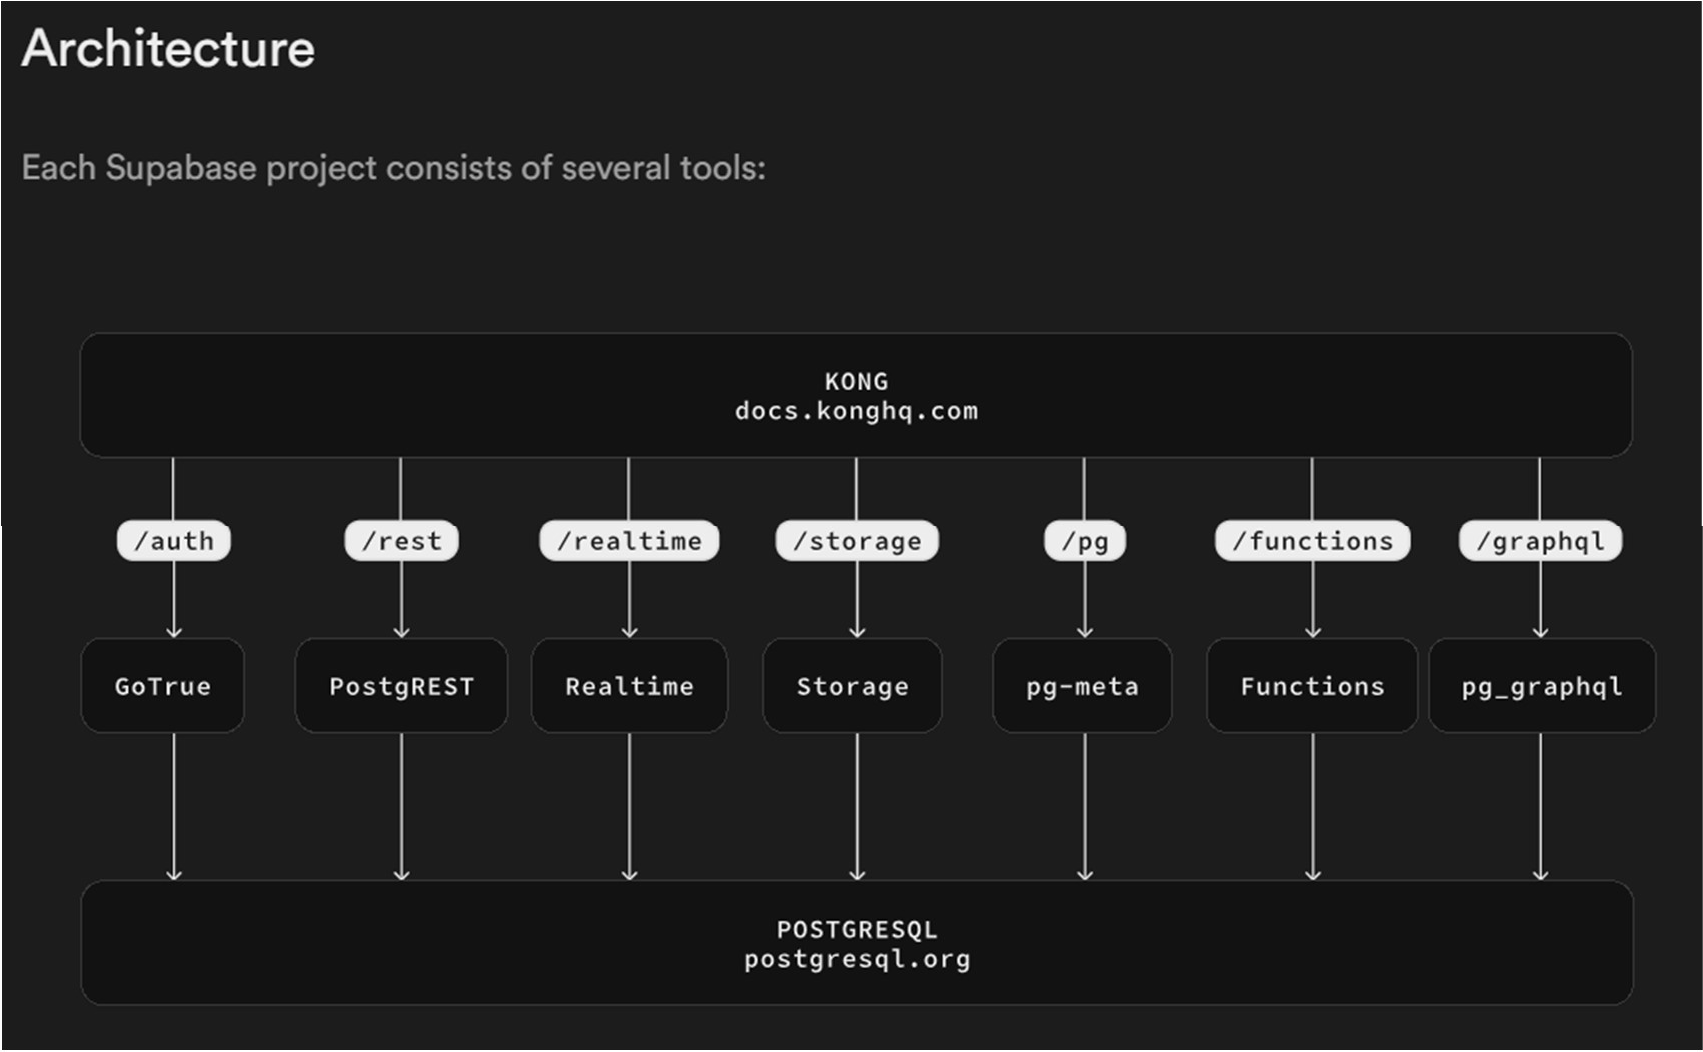 Architecture
Each Supabase project consists of several tools:
KONG
docs.konghq.com
/auth
/rest
/realtime
/storage
/pg
/functions
/graphql
GoTrue
PostgREST
Realtime
Storage
pg-meta
Functions
pg_graphql
POSTGRESQL
postgresql.org